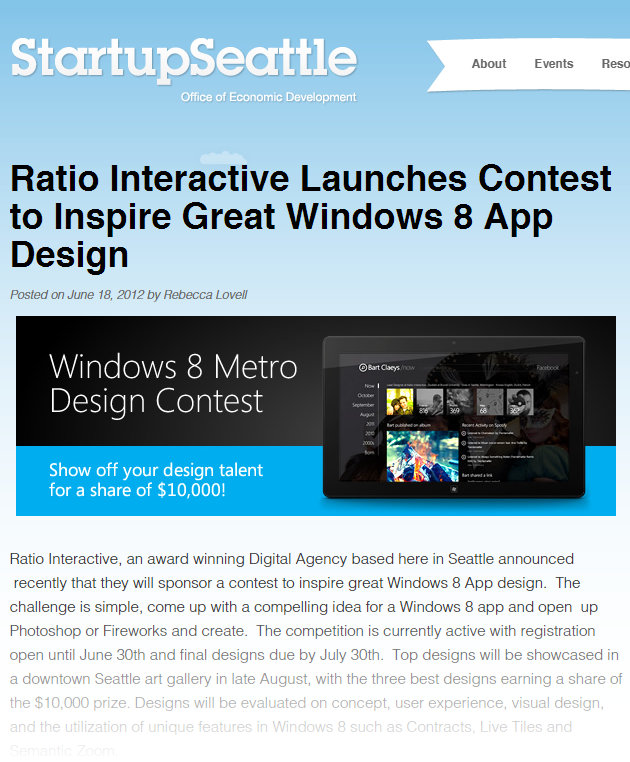 StartupSeattle
Office of Economic Development
About Events Reso
Ratio Interactive Launches Contest
to Inspire Great Windows 8 App
Design
Posted on June 18, 2012 by Rebecca Lovell
Windows 8 Metro
Design Contest
Show off your design talent
for a share of $10,000!
Bart Claeys/now
Facebook
Now
October
September
August
2011
2010
2000s
Born
816
369
68
362
Bart published an album
Recent Activity on Spotify
Bart shared a link
Ratio Interactive, an award winning Digital Agency based here in Seattle announced
recently that they will sponsor a contest to inspire great Windows 8 App design.  The
challenge is simple, come up with a compelling idea for a Windows 8 app and open  up
Photoshop or Fireworks and create.  The competition is currently active with registration
open until June 30th and final designs due by July 30th.  Top designs will be showcased in
a downtown Seattle art gallery in late August, with the three best designs earning a share of
the $10,000 prize. Designs will be evaluated on concept, user experience, visual design,
and the utilization of unique features in Windows 8 such as Contracts, Live Tiles and
Semantic Zoom.